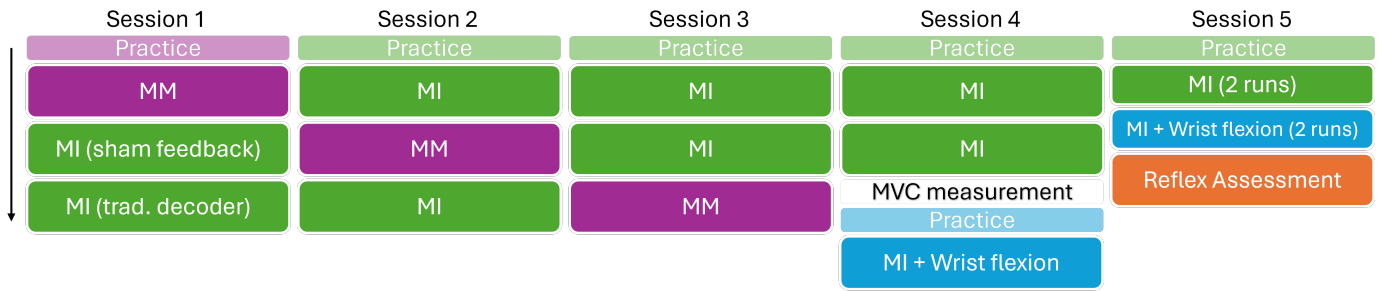 Session 1
Practice
MM
MI (sham feedback)
MI (trad. decoder)
Session 2
Practice
MI
MM
MI
Session 3
Practice
MI
MI
MM
Session 4
Practice
MI
MI
MVC measurement
Practice
MI + Wrist flexion
Session 5
Practice
MI (2 runs)
MI + Wrist flexion (2 runs)
Reflex Assessment